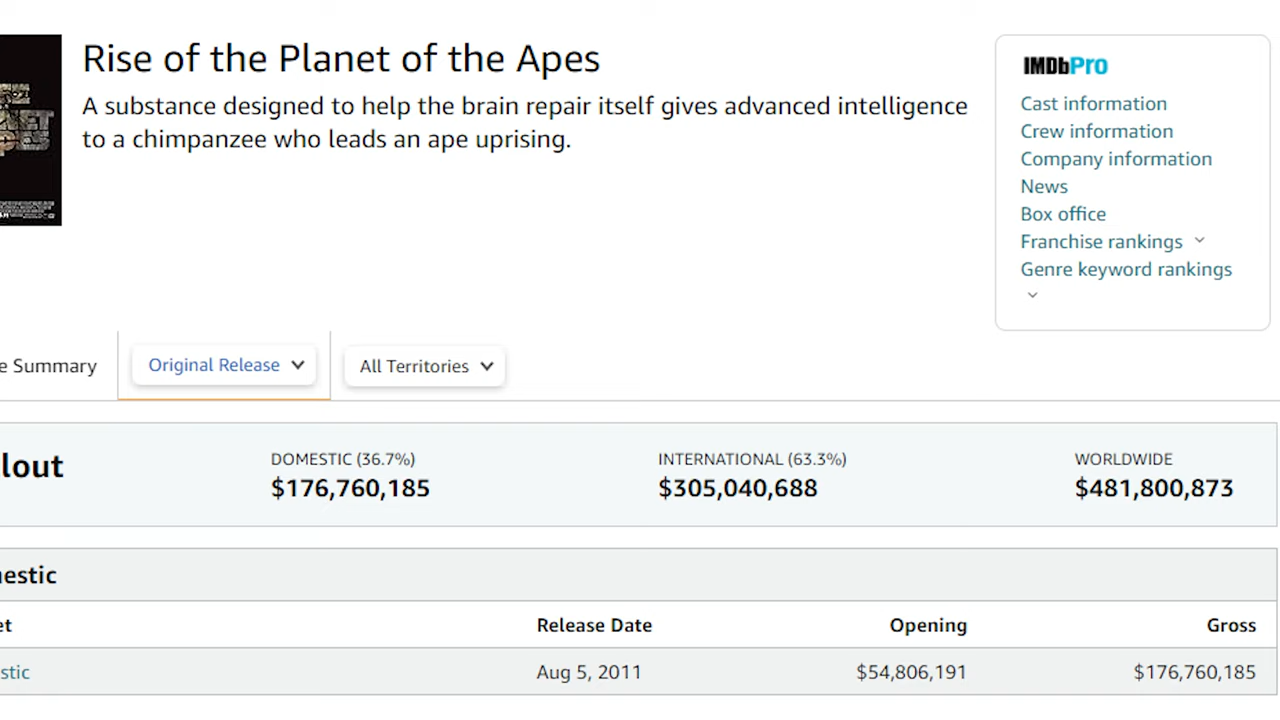 Rise of the Planet of the Apes
A substance designed to help the brain repair itself gives advanced intelligence
to a chimpanzee who leads an ape uprising.
IMDbPro
Cast information
Crew information
Company information
News
Box office
Franchise rankings
Genre keyword rankings
e Summary
Original Release
All Territories
lout
DOMESTIC (36.7%)
$176,760,185
INTERNATIONAL (63.3%)
$305,040,688
WORLDWIDE
$481,800,873
estic
et
Release Date
Opening
Gross
stic
Aug 5, 2011
$54,806,191
$176,760,185